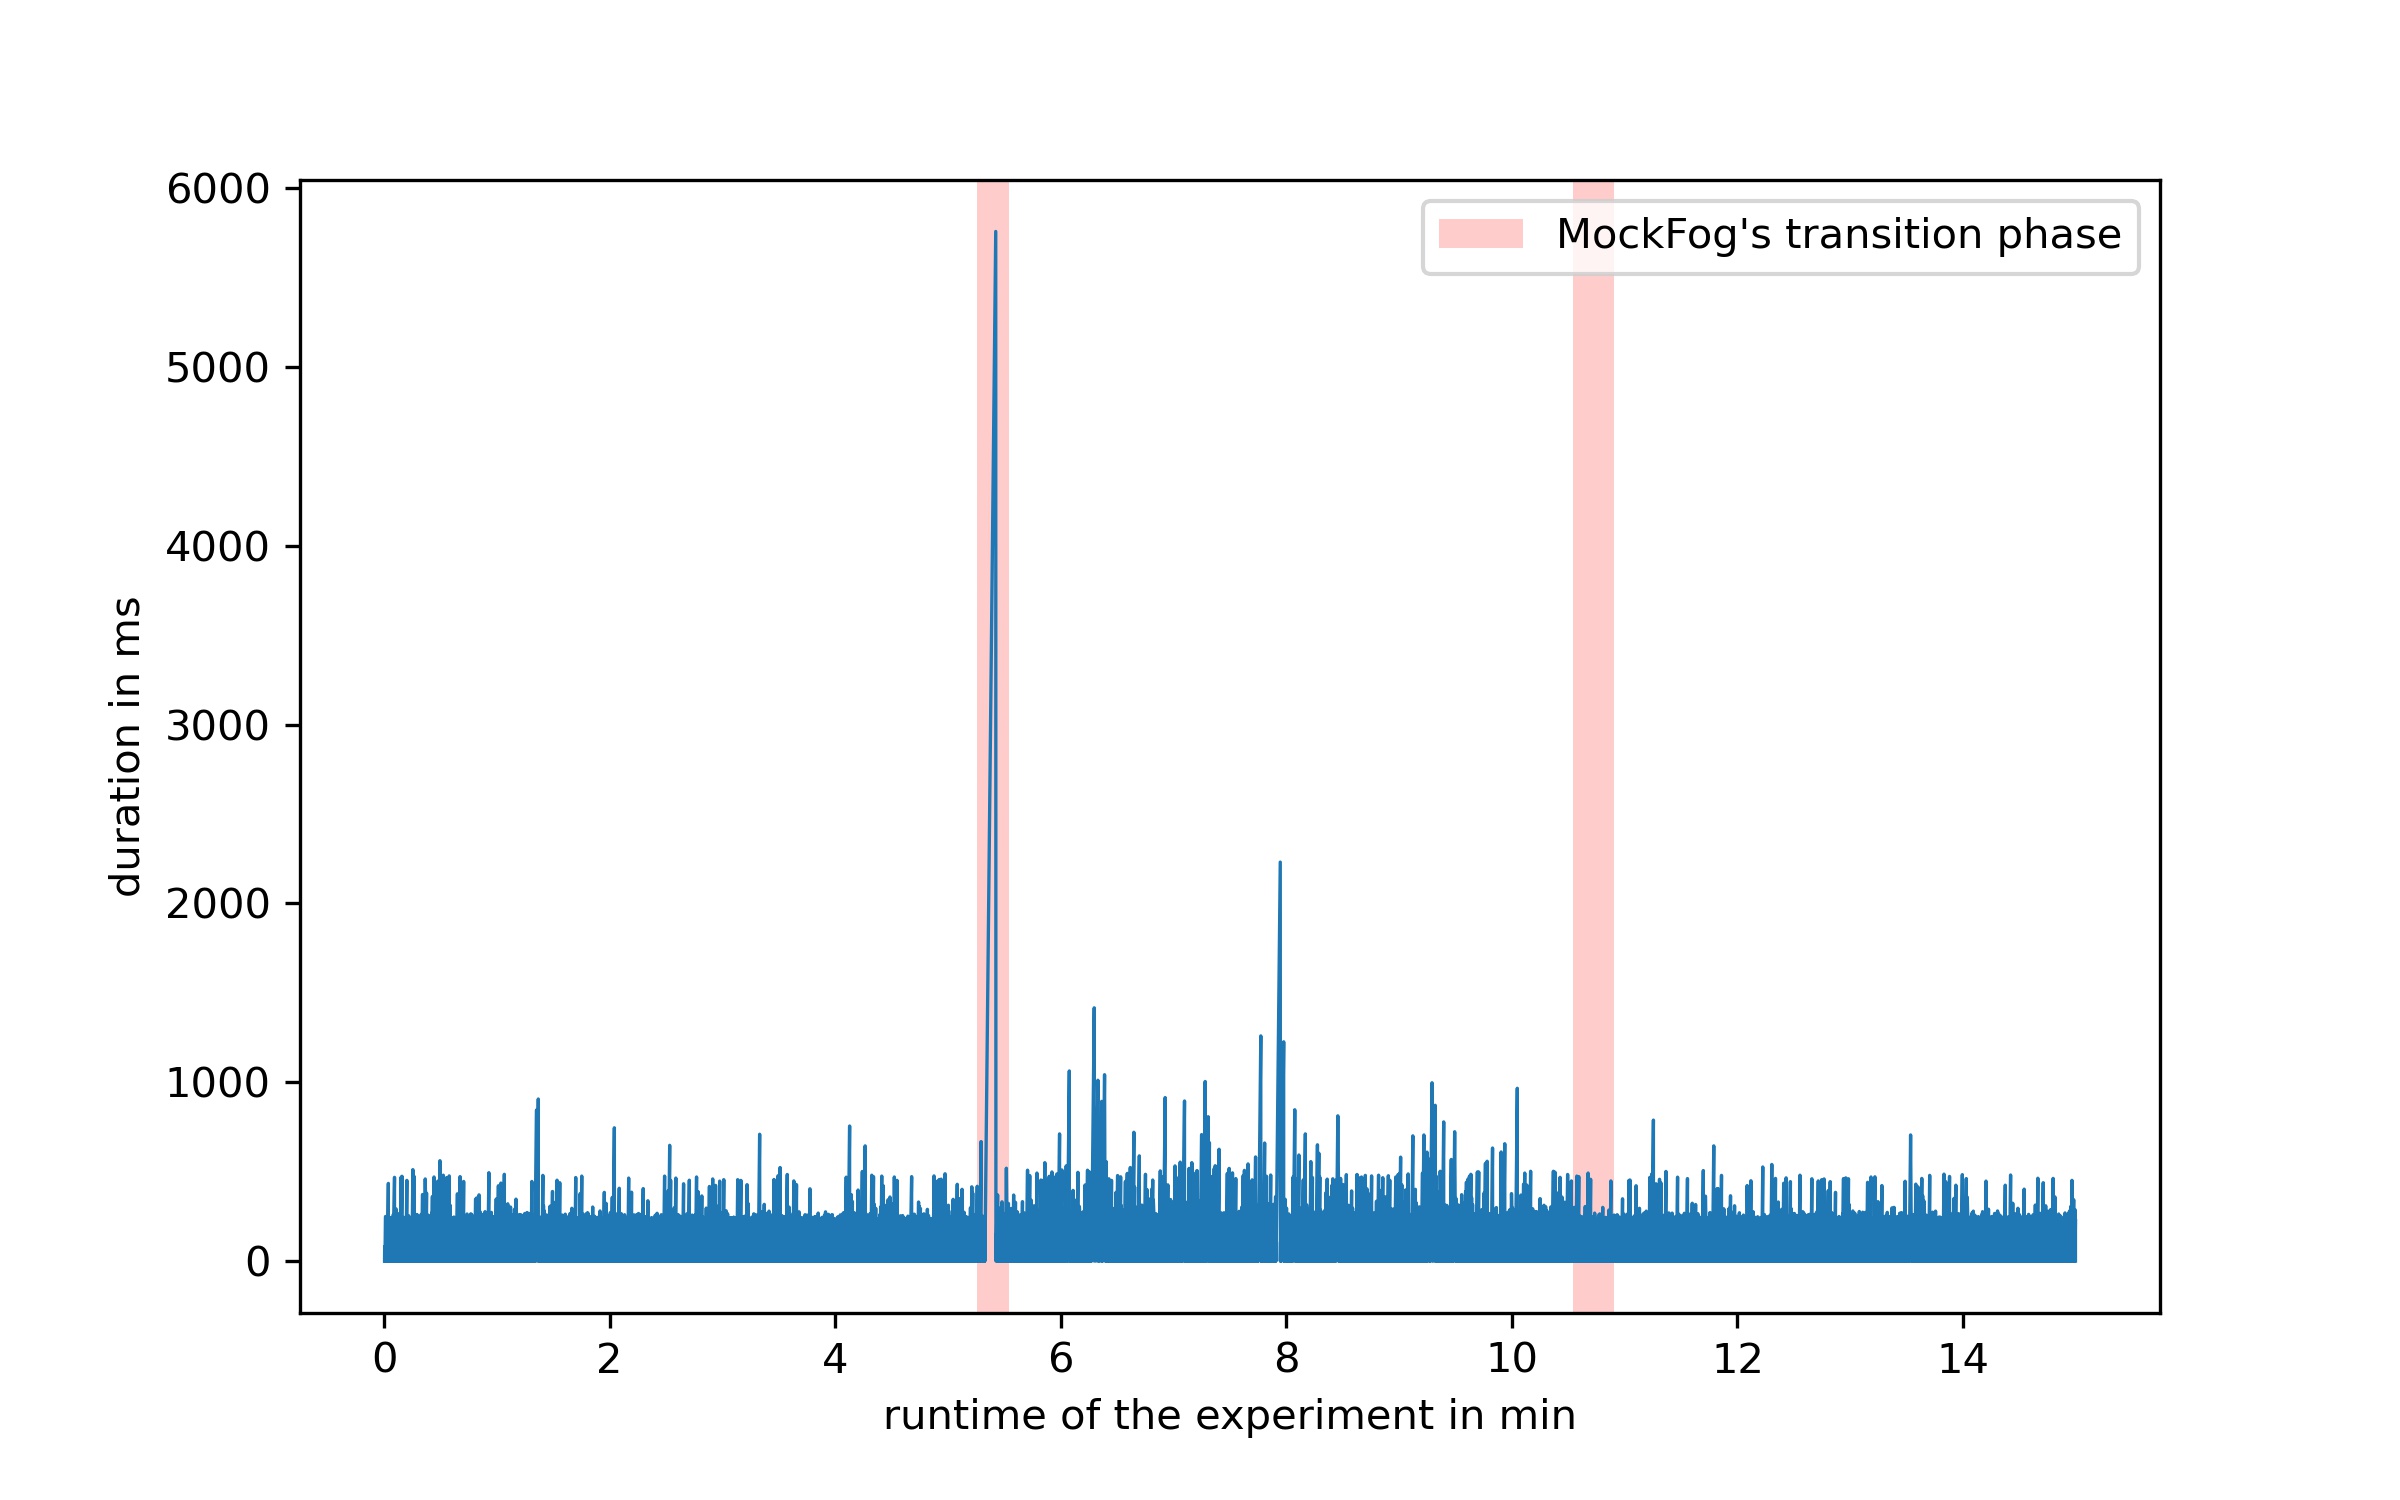 6000
5000
4000
3000
2000
1000
0
duration in ms
MockFog's transition phase
0 2 4 6 8 10 12 14
runtime of the experiment in min